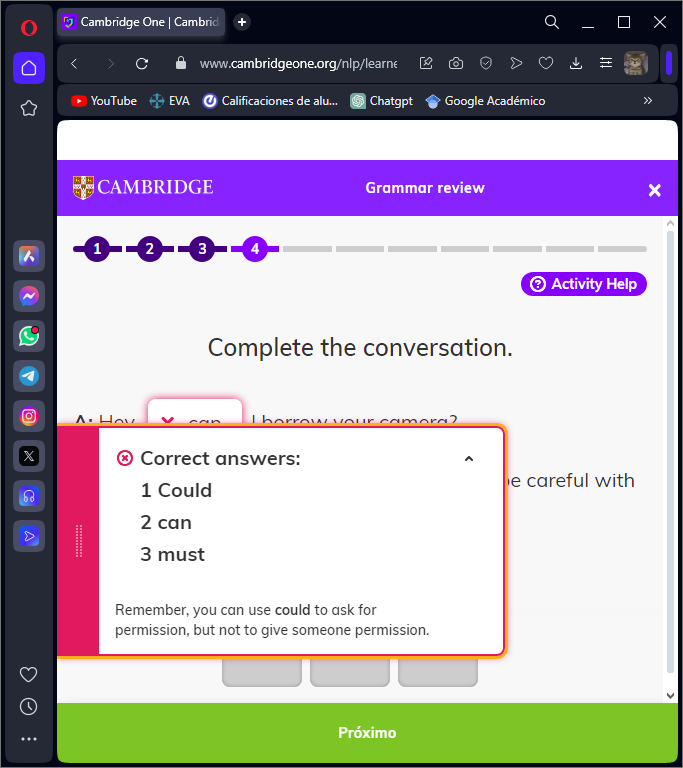 Cambridge One | Cambrid
www.cambridgeone.org/nlp/learne
YouTube EVA Calificaciones de alu... Chatgpt Google Académico »
CAMBRIDGE Grammar review
1 2 3 4
Activity Help
Complete the conversation.
A: Hey can I borrow your camera?
be careful with
Correct answers:
1 Could
2 can
3 must
Remember, you can use could to ask for
permission, but not to give someone permission.
Próximo